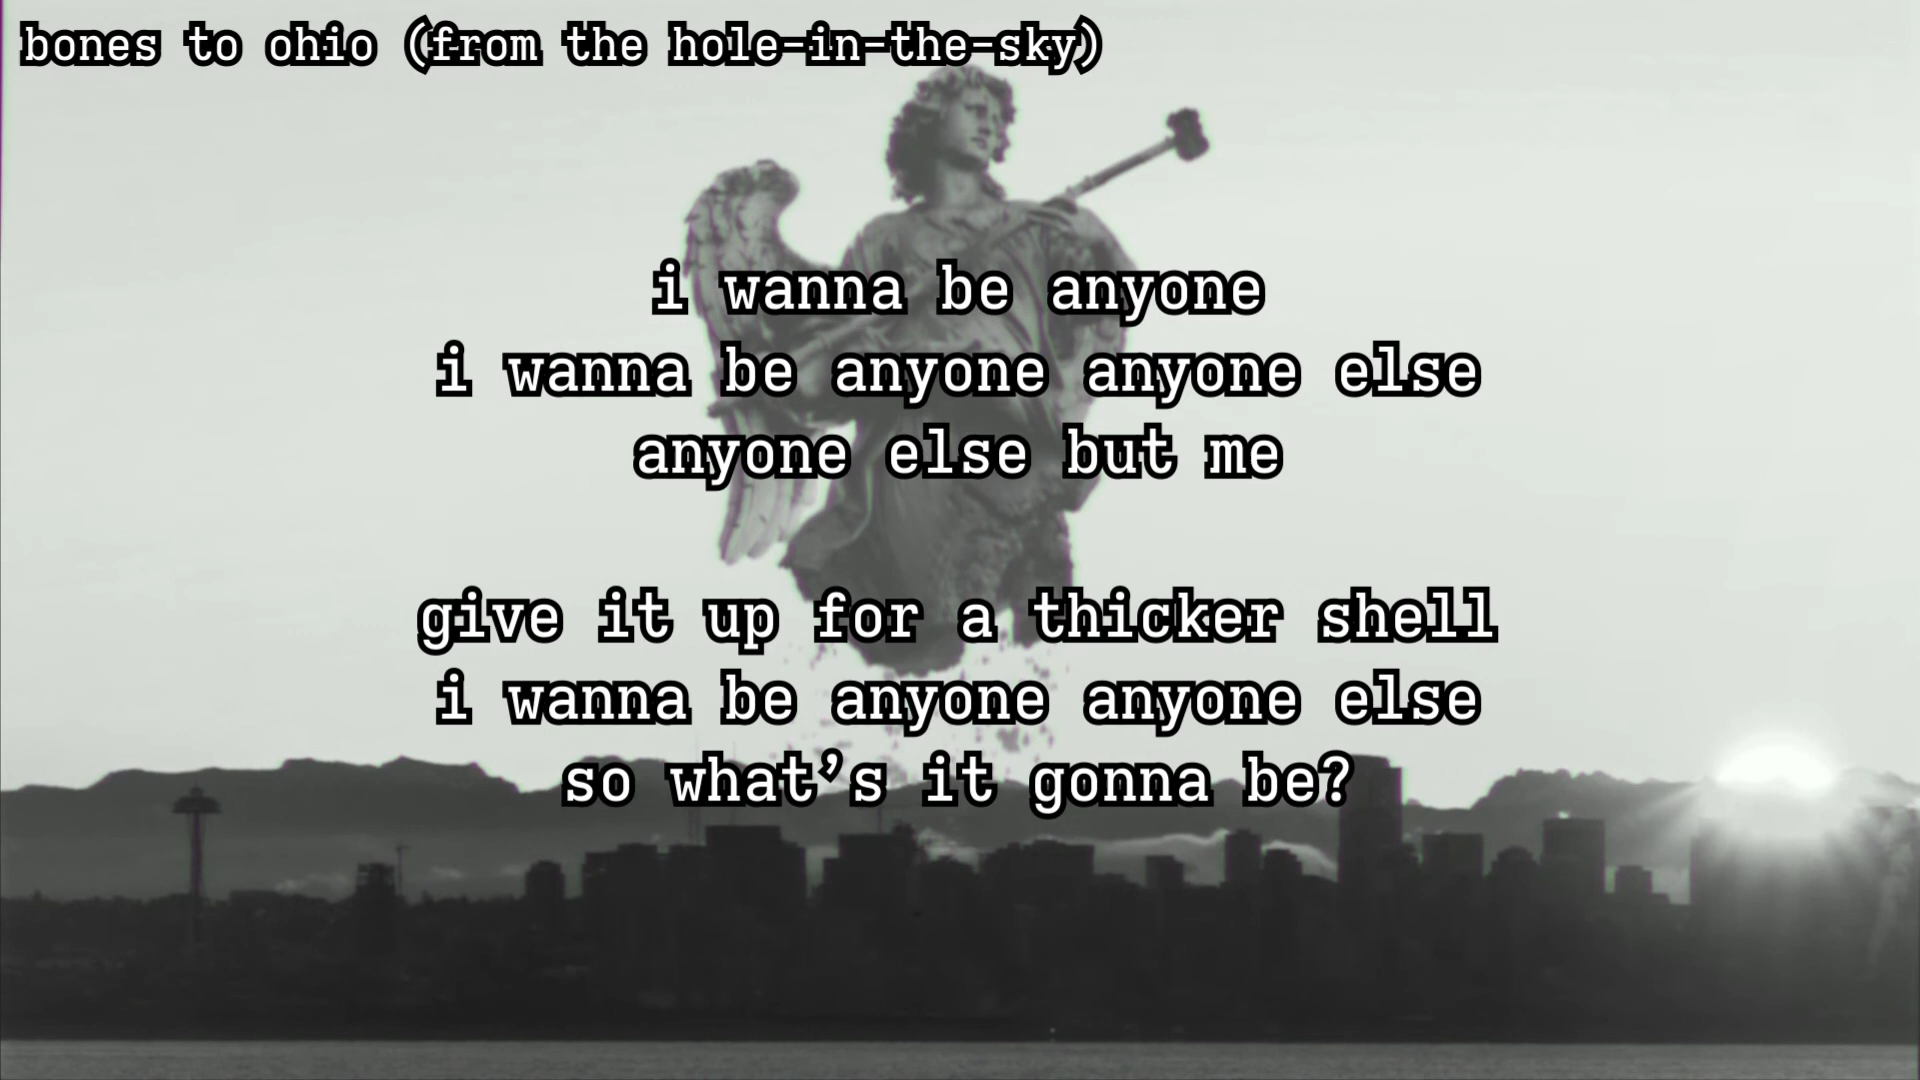 bones to ohio (from the hole-in-the-sky)
i wanna be anyone
i wanna be anyone anyone else
anyone else but me
give it up for a thicker shell
i wanna be anyone anyone else
so what's it gonna be?